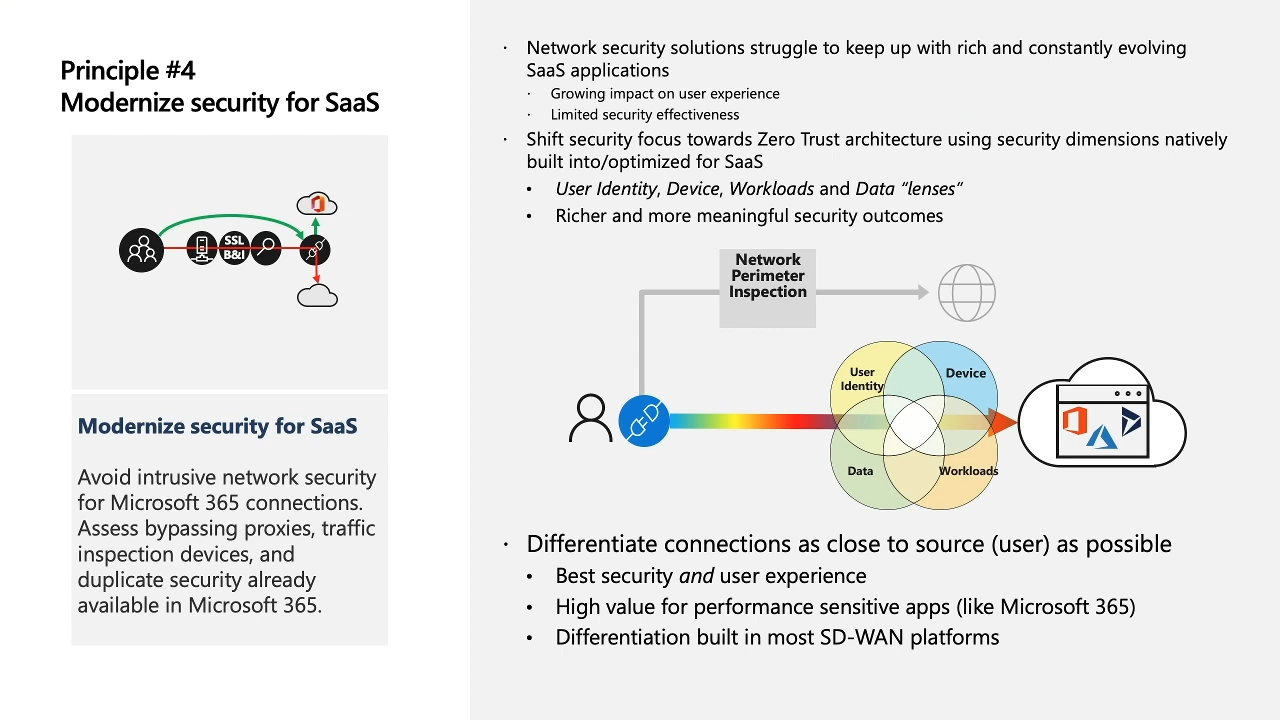 Principle #4
Modernize security for SaaS
SSL
B&I
Modernize security for SaaS
Avoid intrusive network security
for Microsoft 365 connections.
Assess bypassing proxies, traffic
inspection devices, and
duplicate security already
available in Microsoft 365.
· Network security solutions struggle to keep up with rich and constantly evolving
SaaS applications
· Growing impact on user experience
· Limited security effectiveness
· Shift security focus towards Zero Trust architecture using security dimensions natively
built into/optimized for SaaS
• User Identity, Device, Workloads and Data “lenses”
• Richer and more meaningful security outcomes
Network
Perimeter
Inspection
User
Identity
Device
Data
Workloads
· Differentiate connections as close to source (user) as possible
• Best security and user experience
• High value for performance sensitive apps (like Microsoft 365)
• Differentiation built in most SD-WAN platforms